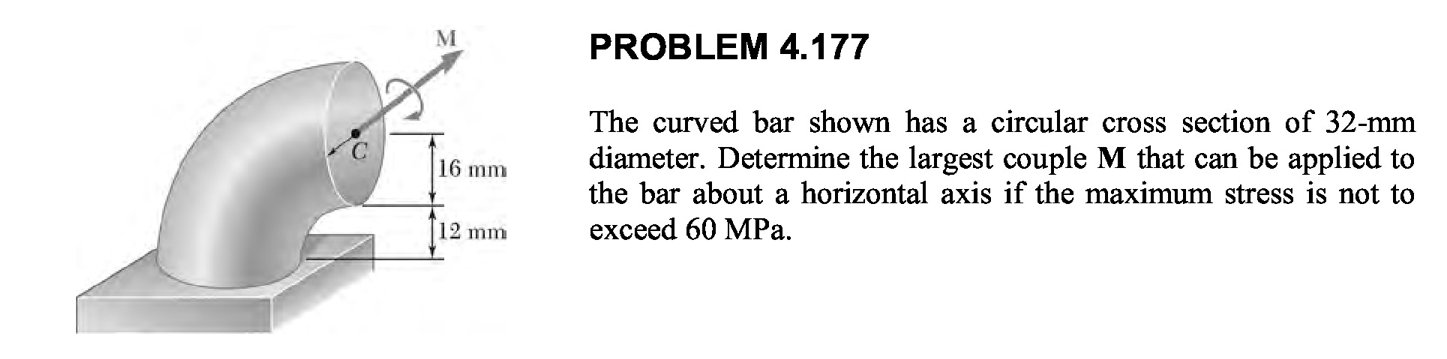 M
PROBLEM 4.177
The curved bar shown has a circular cross section of 32-mm
diameter. Determine the largest couple M that can be applied to
the bar about a horizontal axis if the maximum stress is not to
exceed 60 MPa.
C
16 mm
12 mm